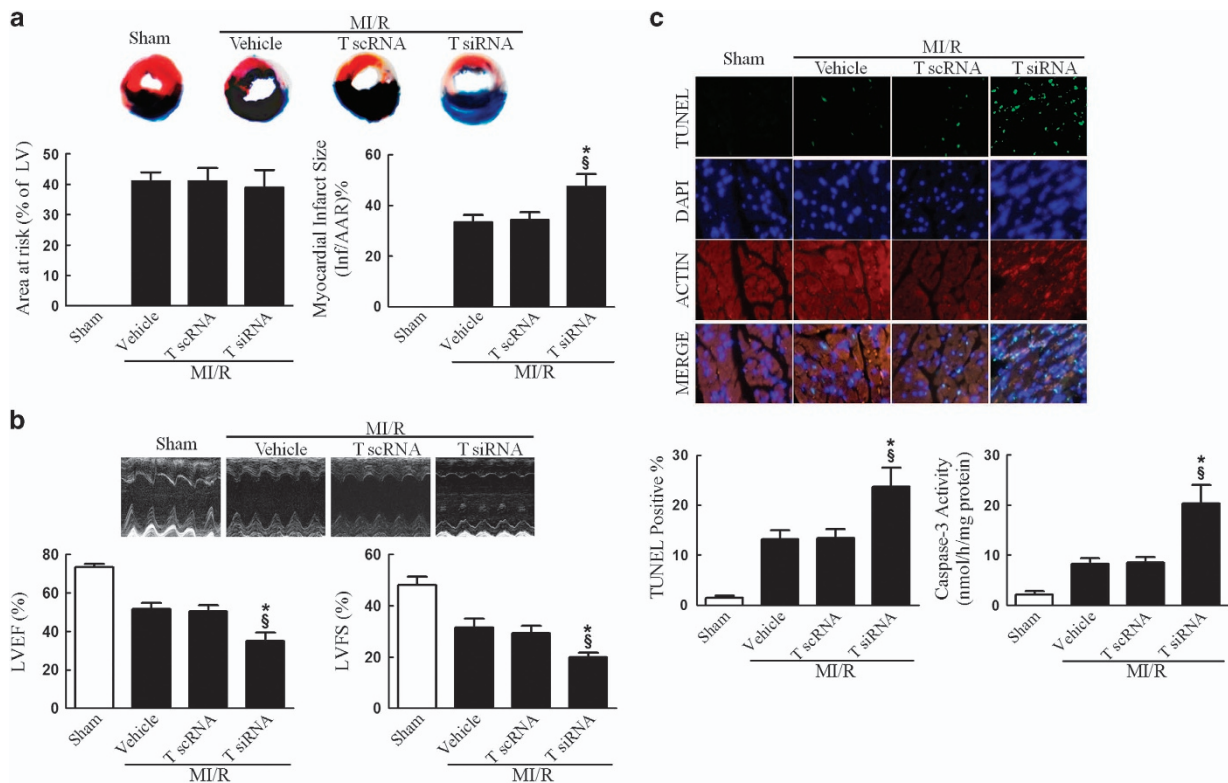 a
MI/R
Sham
Vehicle
T scRNA
T siRNA
Area at risk (% of LV)
50
40
30
20
10
0
Sham
Vehicle
T scRNA
T siRNA
MI/R
Myocardial Infarct Size
(Inf/AAR)%
60
40
20
0
*
§
Sham
Vehicle
T scRNA
T siRNA
MI/R
b
MI/R
Sham
Vehicle
T scRNA
T siRNA
LVEF (%)
80
60
40
20
0
*
§
Sham
Vehicle
T scRNA
T siRNA
MI/R
LVFS (%)
60
40
20
0
*
§
Sham
Vehicle
T scRNA
T siRNA
MI/R
c
MI/R
Sham
Vehicle
T scRNA
T siRNA
TUNEL
DAPI
ACTIN
MERGE
TUNEL Positive %
30
20
10
0
*
§
Sham
Vehicle
T scRNA
T siRNA
MI/R
Caspase-3 Activity
(nmol/h/mg protein)
30
20
10
0
*
§
Sham
Vehicle
T scRNA
T siRNA
MI/R